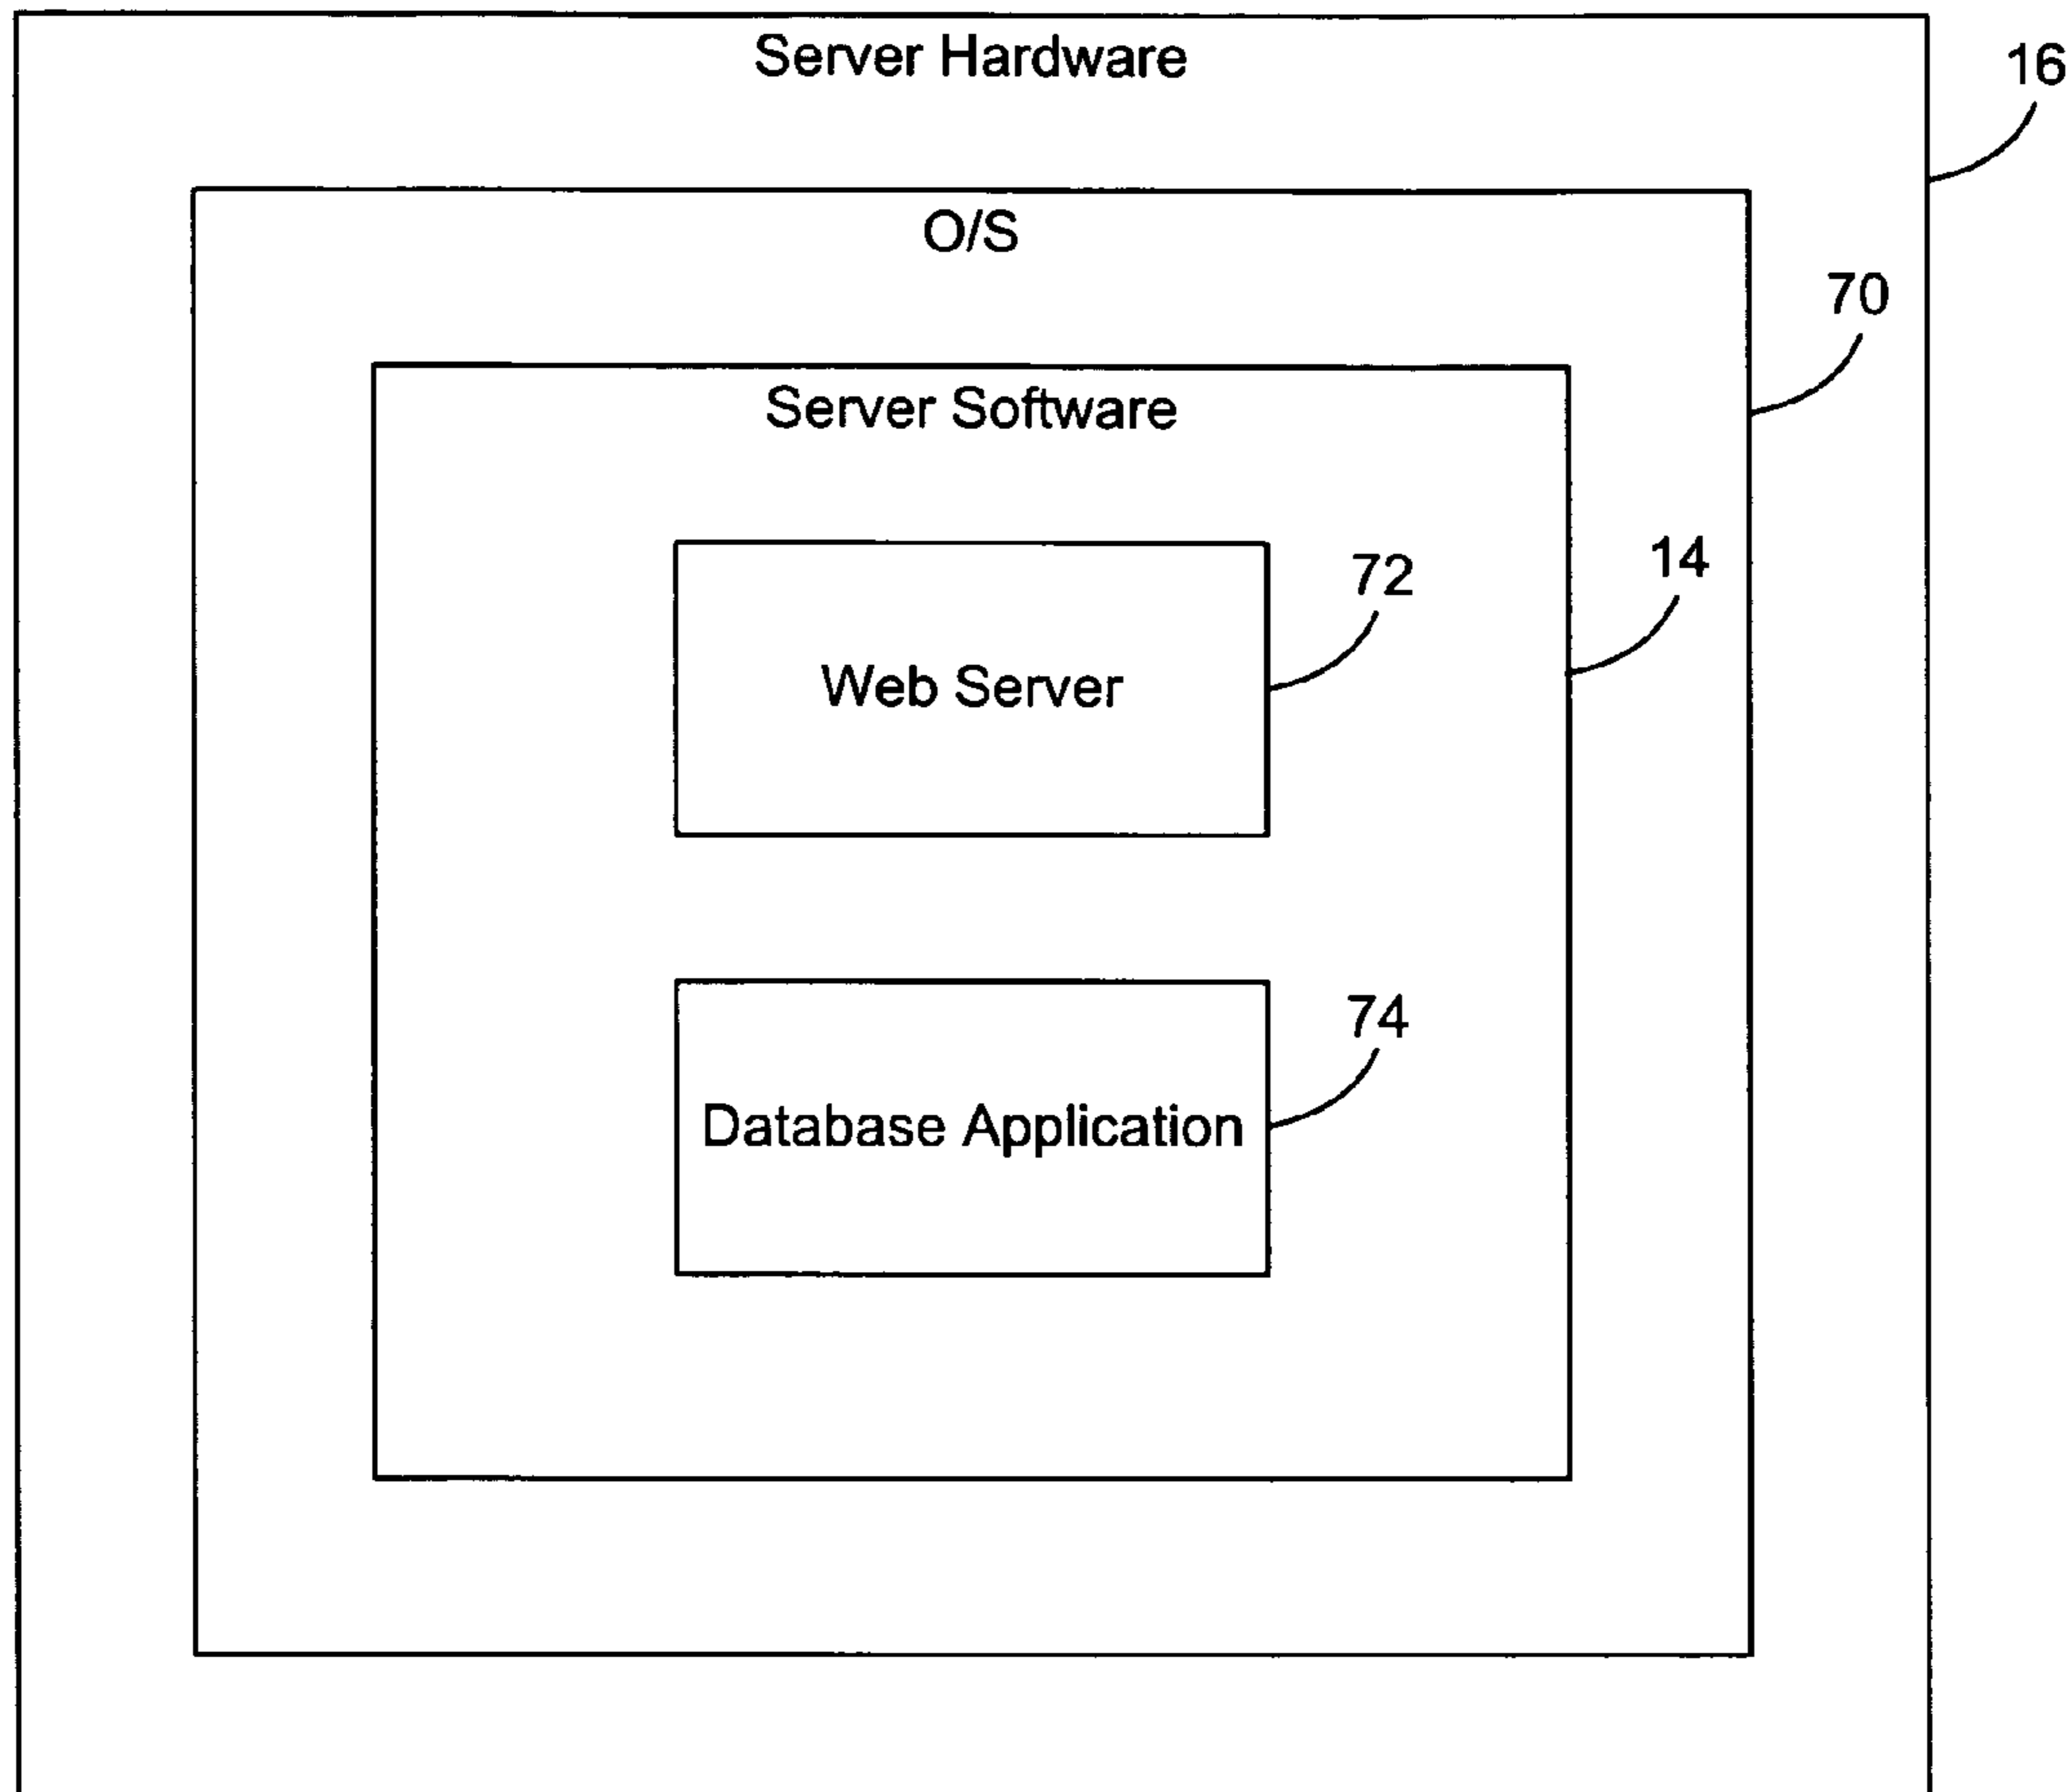 Server Hardware
16
O/S
70
Server Software
14
72
Web Server
74
Database Application